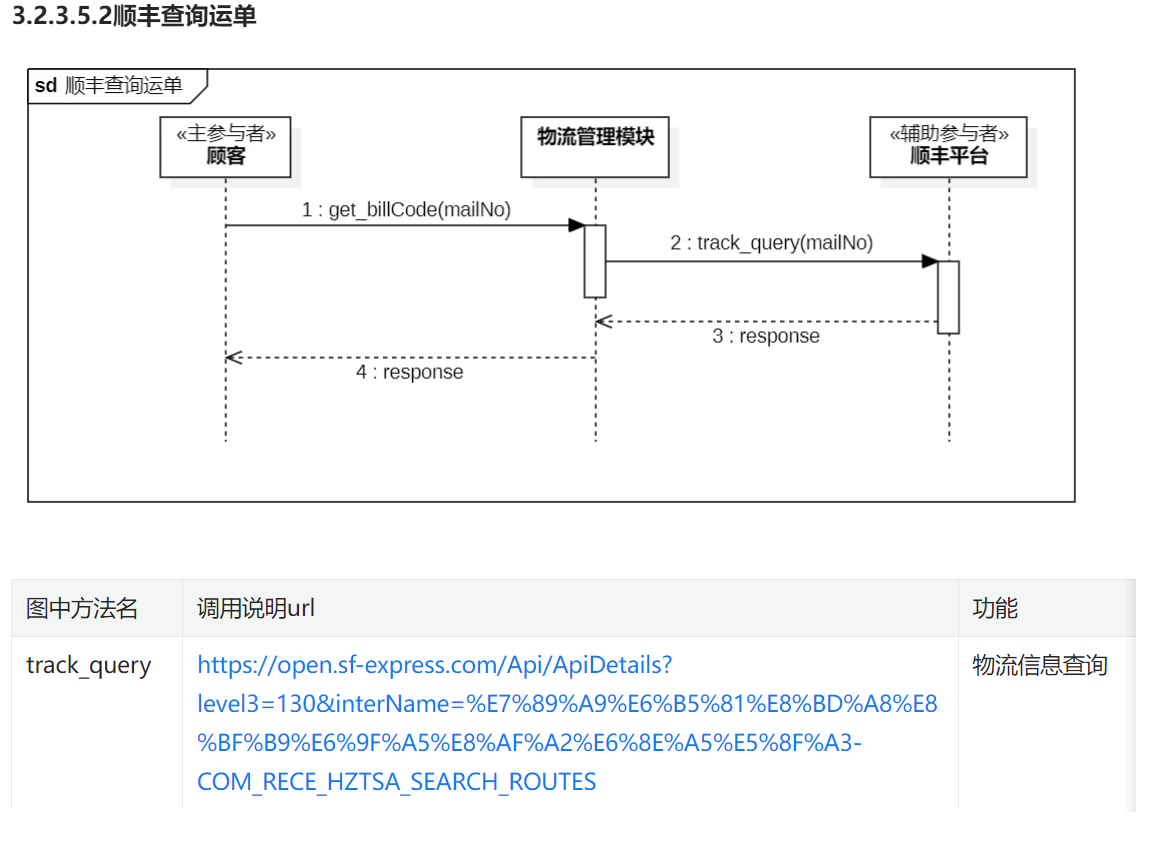 3.2.3.5.2顺丰查询运单
sd 顺丰查询运单
«主参与者»
顾客
物流管理模块
«辅助参与者»
顺丰平台
1 : get_billCode(mailNo)
2 : track_query(mailNo)
3 : response
4 : response
图中方法名 调用说明url 功能
track_query https://open.sf-express.com/Api/ApiDetails? 物流信息查询
level3=130&interName=%E7%89%A9%E6%B5%81%E8%BD%A8%E8
%BF%B9%E6%9F%A5%E8%AF%A2%E6%8E%A5%E5%8F%A3-
COM_RECE_HZTSA_SEARCH_ROUTES